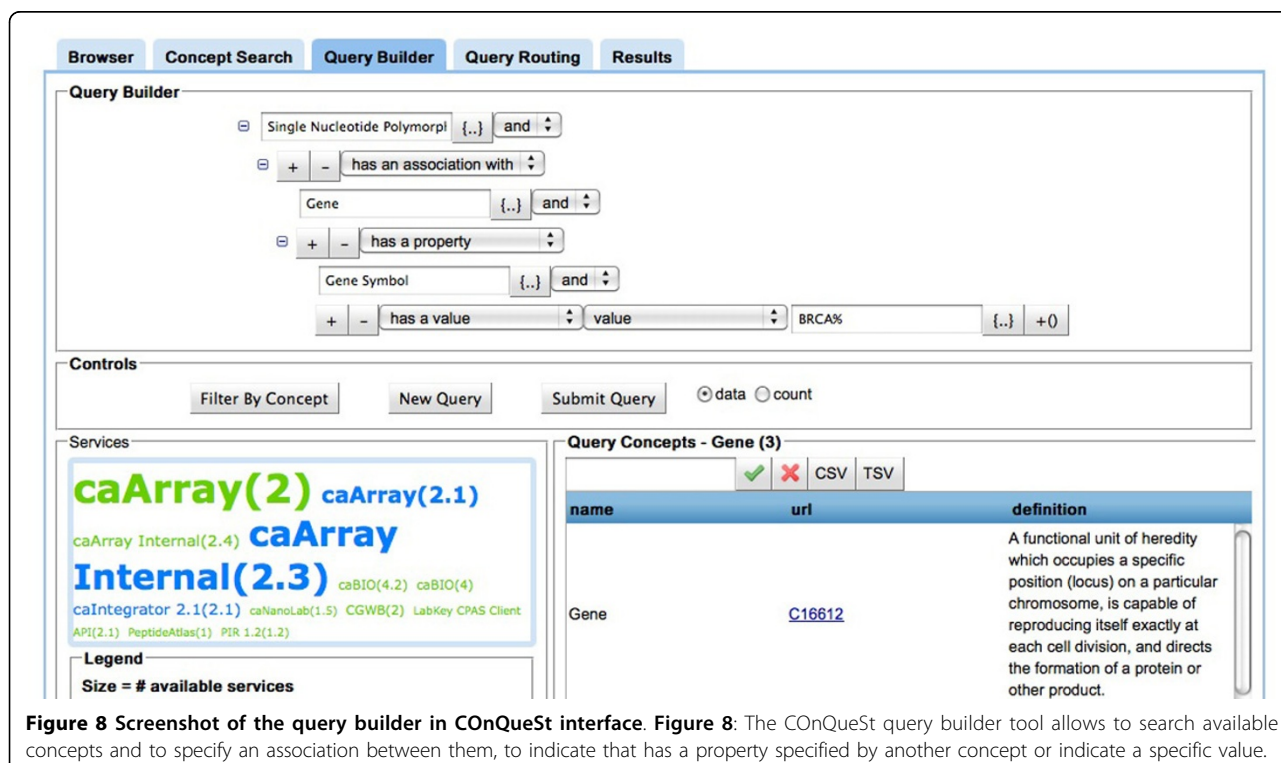 Browser Concept Search Query Builder Query Routing Results
Query Builder
Single Nucleotide Polymorpl {..} and
+ - has an association with
Gene {..} and
+ - has a property
Gene Symbol {..} and
+ - has a value value BRCA% {..} +()
Controls
Filter By Concept New Query Submit Query data count
Services
caArray(2) caArray(2.1)
caArray Internal(2.4) caArray
Internal(2.3) caBIO(4.2) caBIO(4)
caIntegrator 2.1(2.1) caNanoLab(1.5) CGWB(2) LabKey CPAS Client
API(2.1) PeptideAtlas(1) PIR 1.2(1.2)
Legend
Size = # available services
Query Concepts - Gene (3)
CSV TSV
name url definition
Gene C16612
A functional unit of heredity
which occupies a specific
position (locus) on a particular
chromosome, is capable of
reproducing itself exactly at
each cell division, and directs
the formation of a protein or
other product.
Figure 8 Screenshot of the query builder in COnQueSt interface. Figure 8: The COnQueSt query builder tool allows to search available
concepts and to specify an association between them, to indicate that has a property specified by another concept or indicate a specific value.